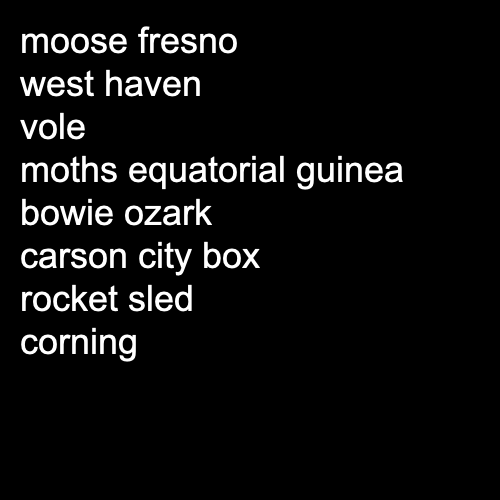 moose fresno
west haven
vole
moths equatorial guinea
bowie ozark
carson city box
rocket sled
corning